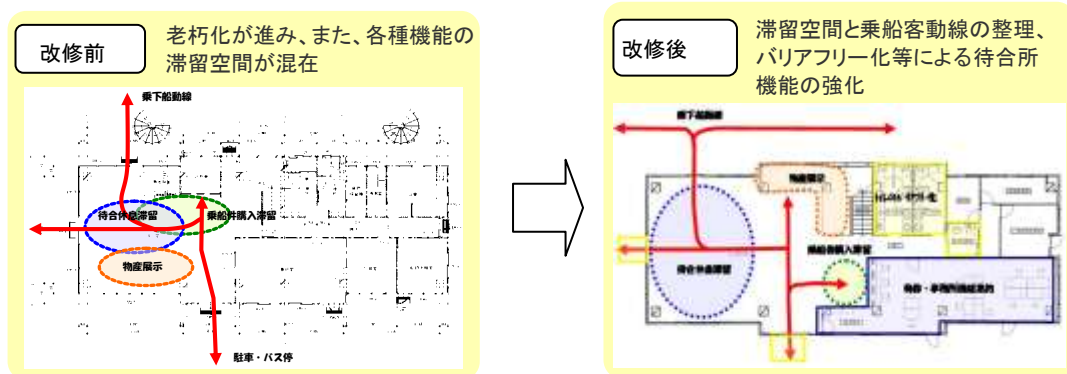 改修前
老朽化が進み、また、各種機能の
滞留空間が混在
乗下船動線
待合休息滞留
乗船件購入滞留
物産展示
駐車・バス停
改修後
滞留空間と乗船客動線の整理、
バリアフリー化等による待合所
機能の強化
乗下船動線
物産展示
乗船件購入滞留
待合休息滞留